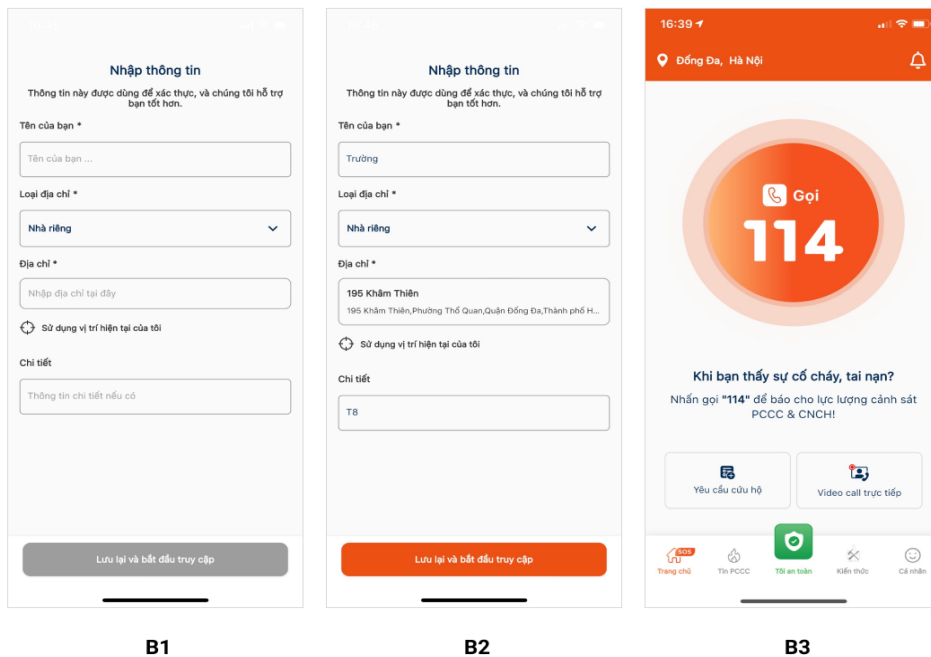 Nhập thông tin
Thông tin này được dùng để xác thực, và chúng tôi hỗ trợ
bạn tốt hơn.
Tên của bạn *
Tên của bạn ...
Loại địa chỉ *
Nhà riêng
Địa chỉ *
Nhập địa chỉ tại đây
Sử dụng vị trí hiện tại của tôi
Chi tiết
Thông tin chi tiết nếu có
Lưu lại và bắt đầu truy cập
B1
Nhập thông tin
Thông tin này được dùng để xác thực, và chúng tôi hỗ trợ
bạn tốt hơn.
Tên của bạn *
Trường
Loại địa chỉ *
Nhà riêng
Địa chỉ *
195 Khâm Thiên
195 Khâm Thiên,Phường Thổ Quan,Quận Đống Đa,Thành phố H...
Sử dụng vị trí hiện tại của tôi
Chi tiết
T8
Lưu lại và bắt đầu truy cập
B2
16:39
Đống Đa, Hà Nội
Gọi
114
Khi bạn thấy sự cố cháy, tai nạn?
Nhấn gọi "114" để báo cho lực lượng cảnh sát
PCCC & CNCH!
Yêu cầu cứu hộ
Video call trực tiếp
SOS
Trang chủ
Tin PCCC
Tôi an toàn
Kiến thức
Cá nhân
B3